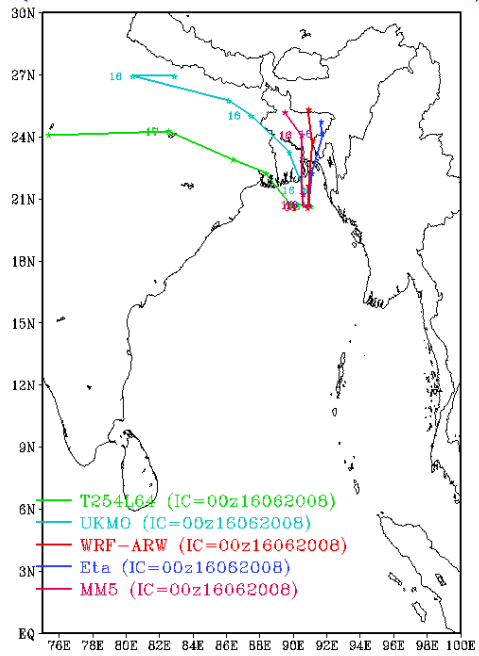 30N
27N
24N
21N
18N
15N
12N
9N
6N
3N
EQ
16
16
17
16
16
T254L64 (IC=00z16062008)
UKMO (IC=00z16062008)
WRF-ARW (IC=00z16062008)
Eta (IC=00z16062008)
MM5 (IC=00z16062008)
76E 78E 80E 82E 84E 86E 88E 90E 92E 94E 96E 98E 100E